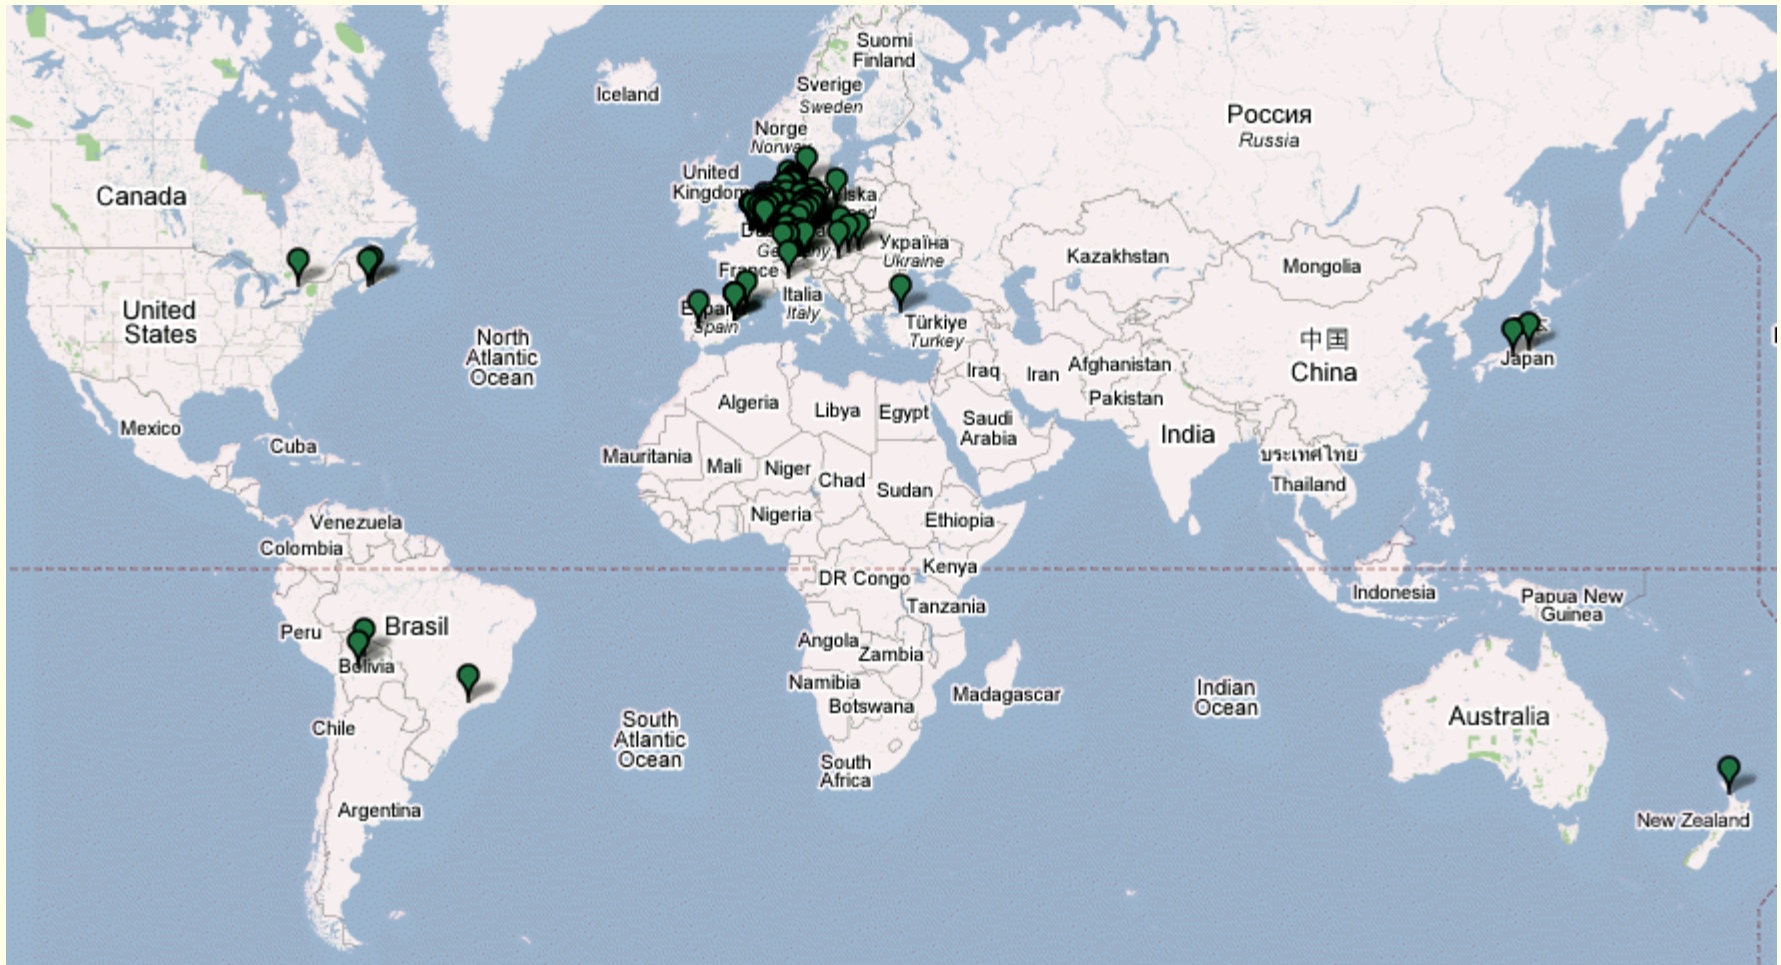 Suomi
Finland
Iceland
Sverige
Sweden
Norge
Norway
Россия
Russia
United
Kingdom
Canada
Україна
Ukraine
Kazakhstan
Mongolia
France
Italia
Italy
United
States
Spain
Türkiye
Turkey
North
Atlantic
Ocean
中国
China
Japan
Iraq
Iran
Afghanistan
Pakistan
Algeria
Libya
Egypt
Saudi
Arabia
India
Mexico
Cuba
Mauritania
Mali
Niger
Chad
Sudan
ประเทศไทย
Thailand
Venezuela
Nigeria
Ethiopia
Colombia
Kenya
DR Congo
Indonesia
Papua New
Guinea
Tanzania
Peru
Brasil
Angola
Zambia
Bolivia
Namibia
Botswana
Madagascar
Indian
Ocean
Chile
South
Atlantic
Ocean
Australia
South
Africa
Argentina
New Zealand